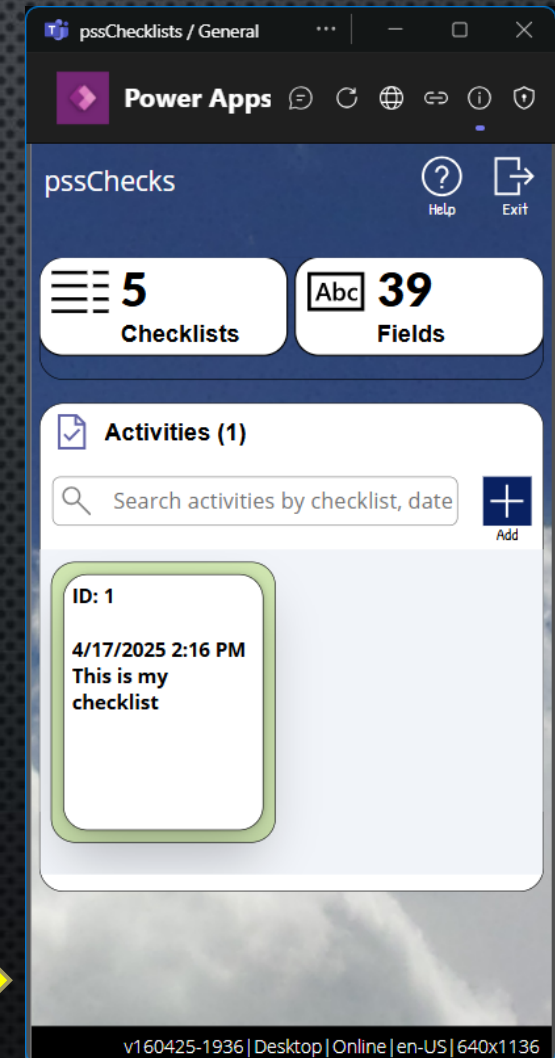 pssChecklists / General
Power Apps
pssChecks
Help
Exit
5
Checklists
Abc
39
Fields
Activities (1)
Search activities by checklist, date
Add
ID: 1
4/17/2025 2:16 PM
This is my
checklist
v160425-1936|Desktop|Online|en-US|640x1136